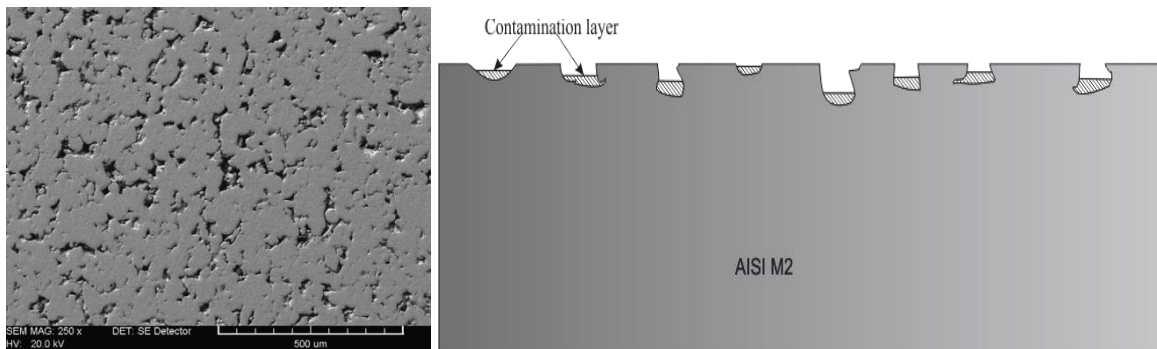 SEM MAG: 250 x DET: SE Detector
HV: 20.0 kV 500 um
Contamination layer
AISI M2